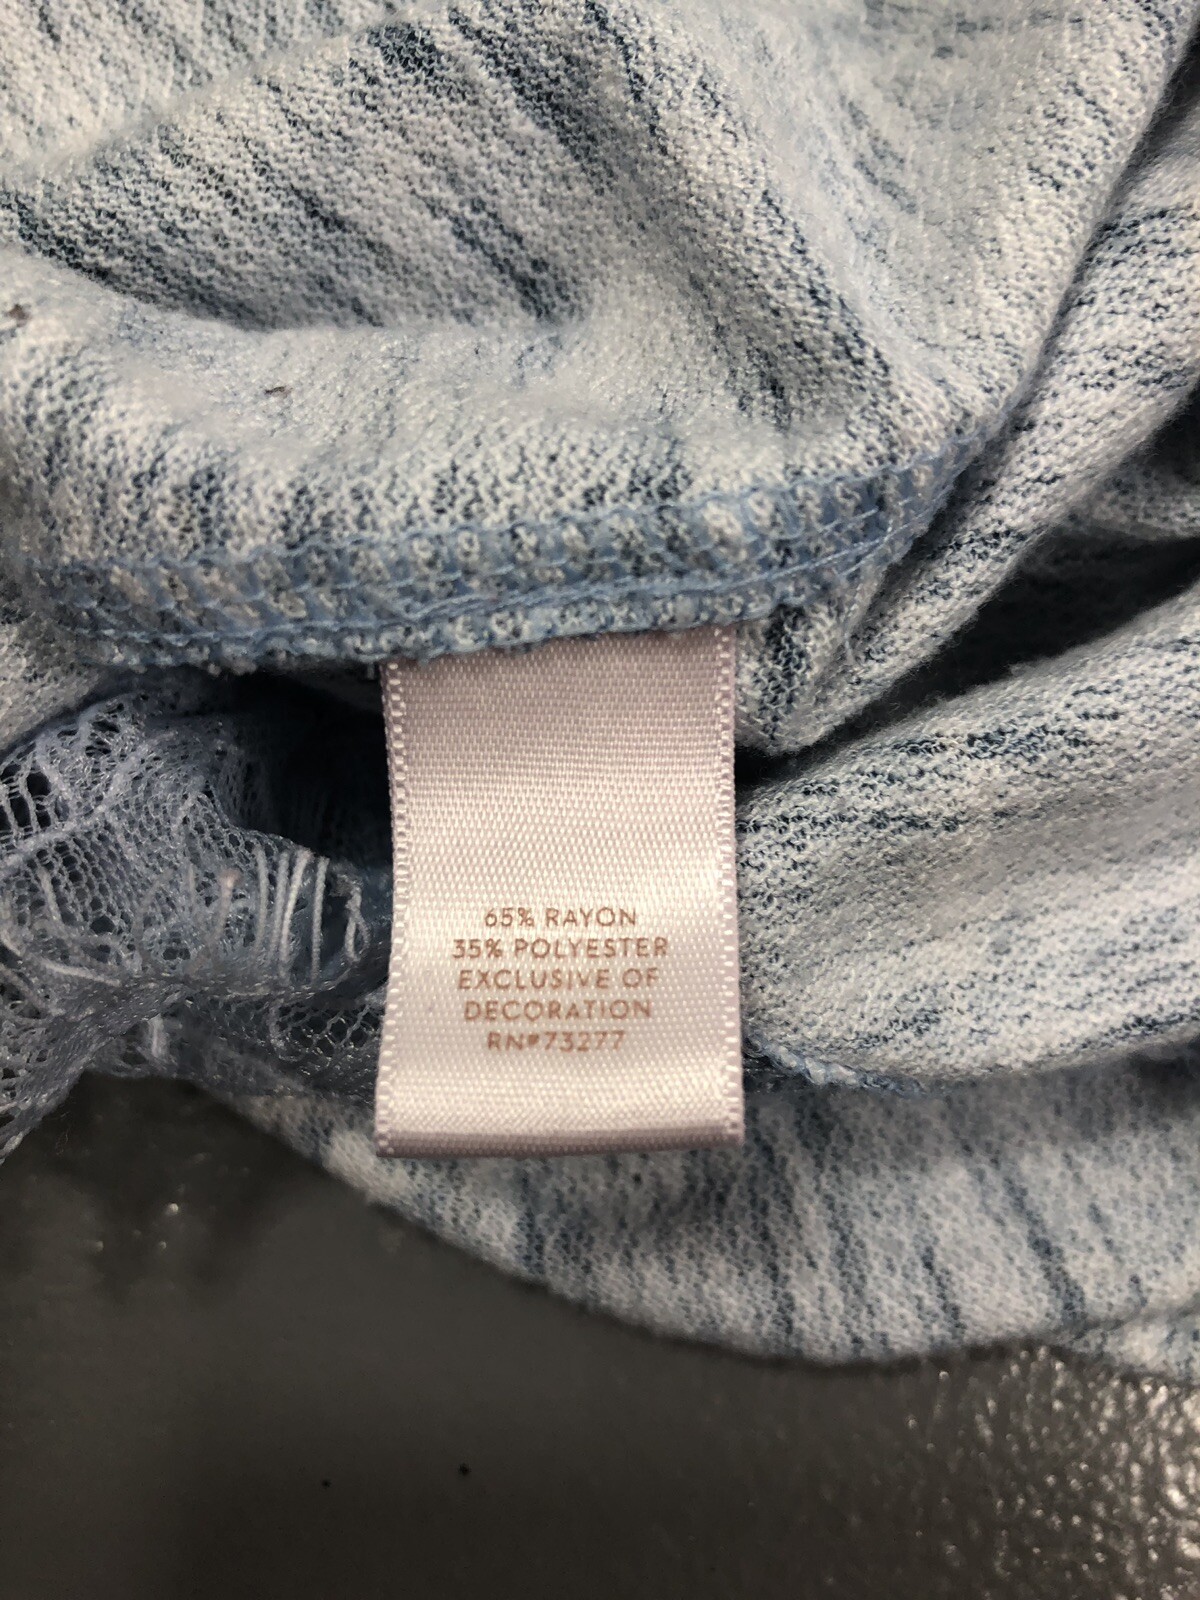 65% RAYON
35% POLYESTER
EXCLUSIVE OF
DECORATION
RN#73277